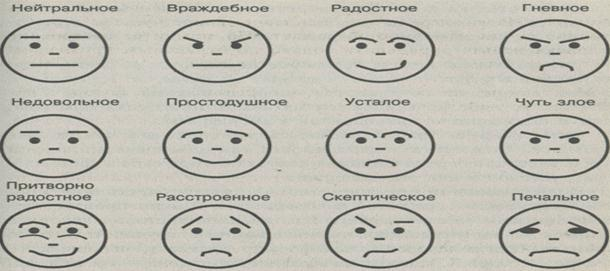 Нейтральное
Враждебное
Радостное
Гневное
Недовольное
Простодушное
Усталое
Чуть злое
Притворно
радостное
Расстроенное
Скептическое
Печальное